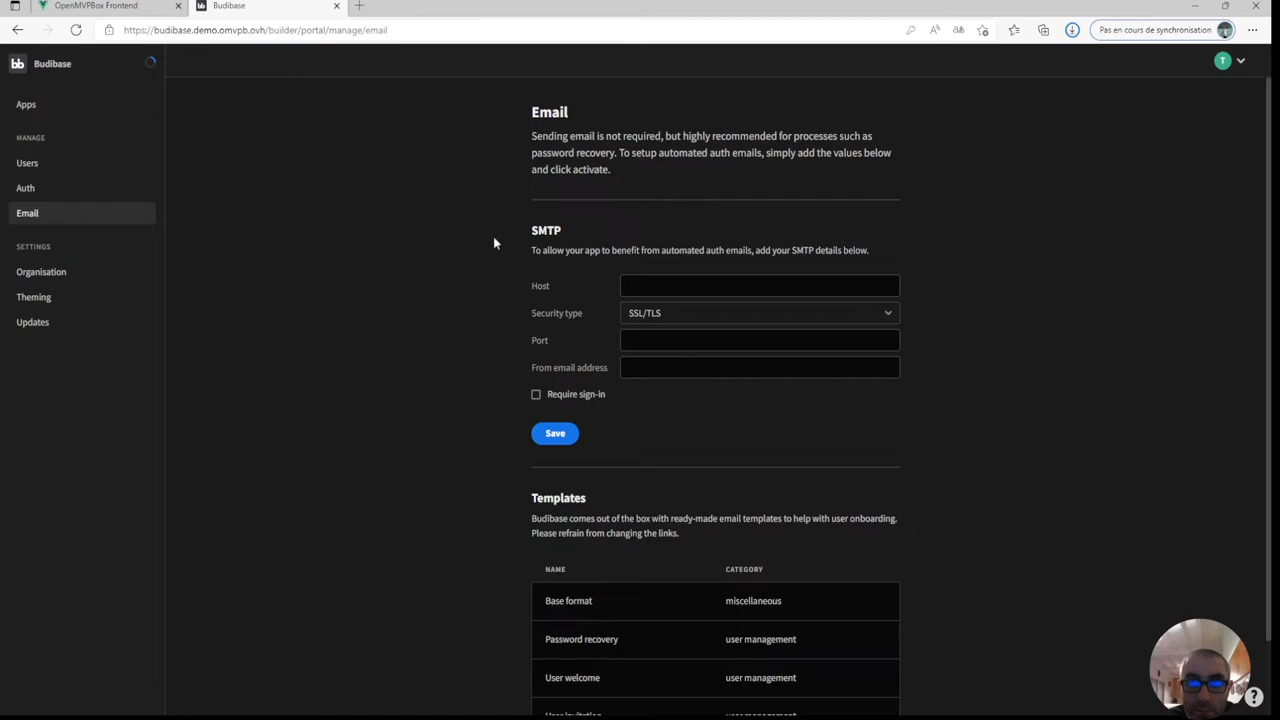 OpenMVPBox Frontend
Budibase
https://budibase.demo.omvpb.ovh/builder/portal/manage/email
Pas en cours de synchronisation
bb Budibase
T
Apps
MANAGE
Users
Auth
Email
SETTINGS
Organisation
Theming
Updates
Email
Sending email is not required, but highly recommended for processes such as
password recovery. To setup automated auth emails, simply add the values below
and click activate.
SMTP
To allow your app to benefit from automated auth emails, add your SMTP details below.
Host
Security type SSL/TLS
Port
From email address
Require sign-in
Save
Templates
Budibase comes out of the box with ready-made email templates to help with user onboarding.
Please refrain from changing the links.
NAME CATEGORY
Base format miscellaneous
Password recovery user management
User welcome user management
User invitation user management
?